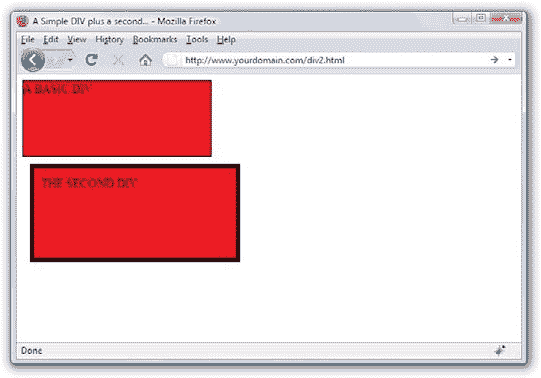 A Simple DIV plus a second... - Mozilla Firefox
File Edit View History Bookmarks Tools Help
http://www.yourdomain.com/div2.html
A BASIC DIV
THE SECOND DIV
Done